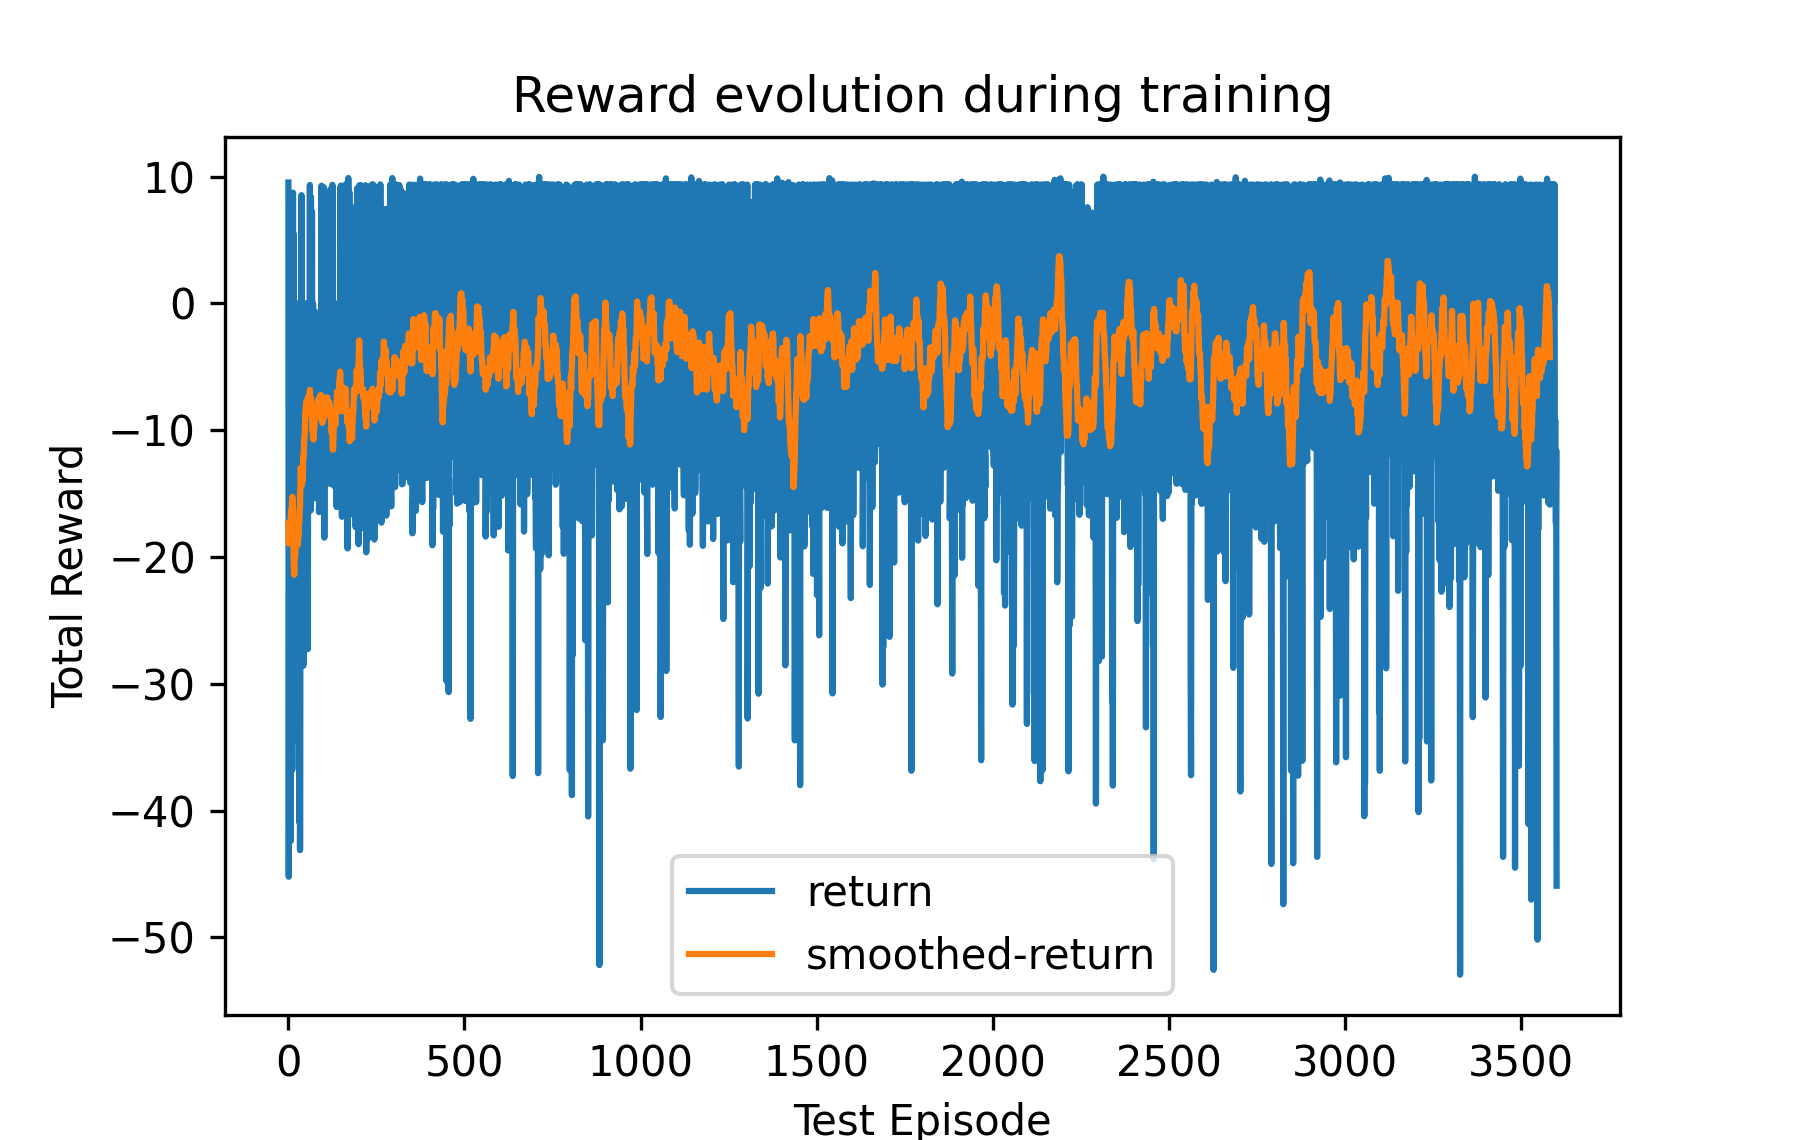 Reward evolution during training
10
0
−10
−20
−30
−40
−50
Total Reward
return
smoothed-return
0 500 1000 1500 2000 2500 3000 3500
Test Episode